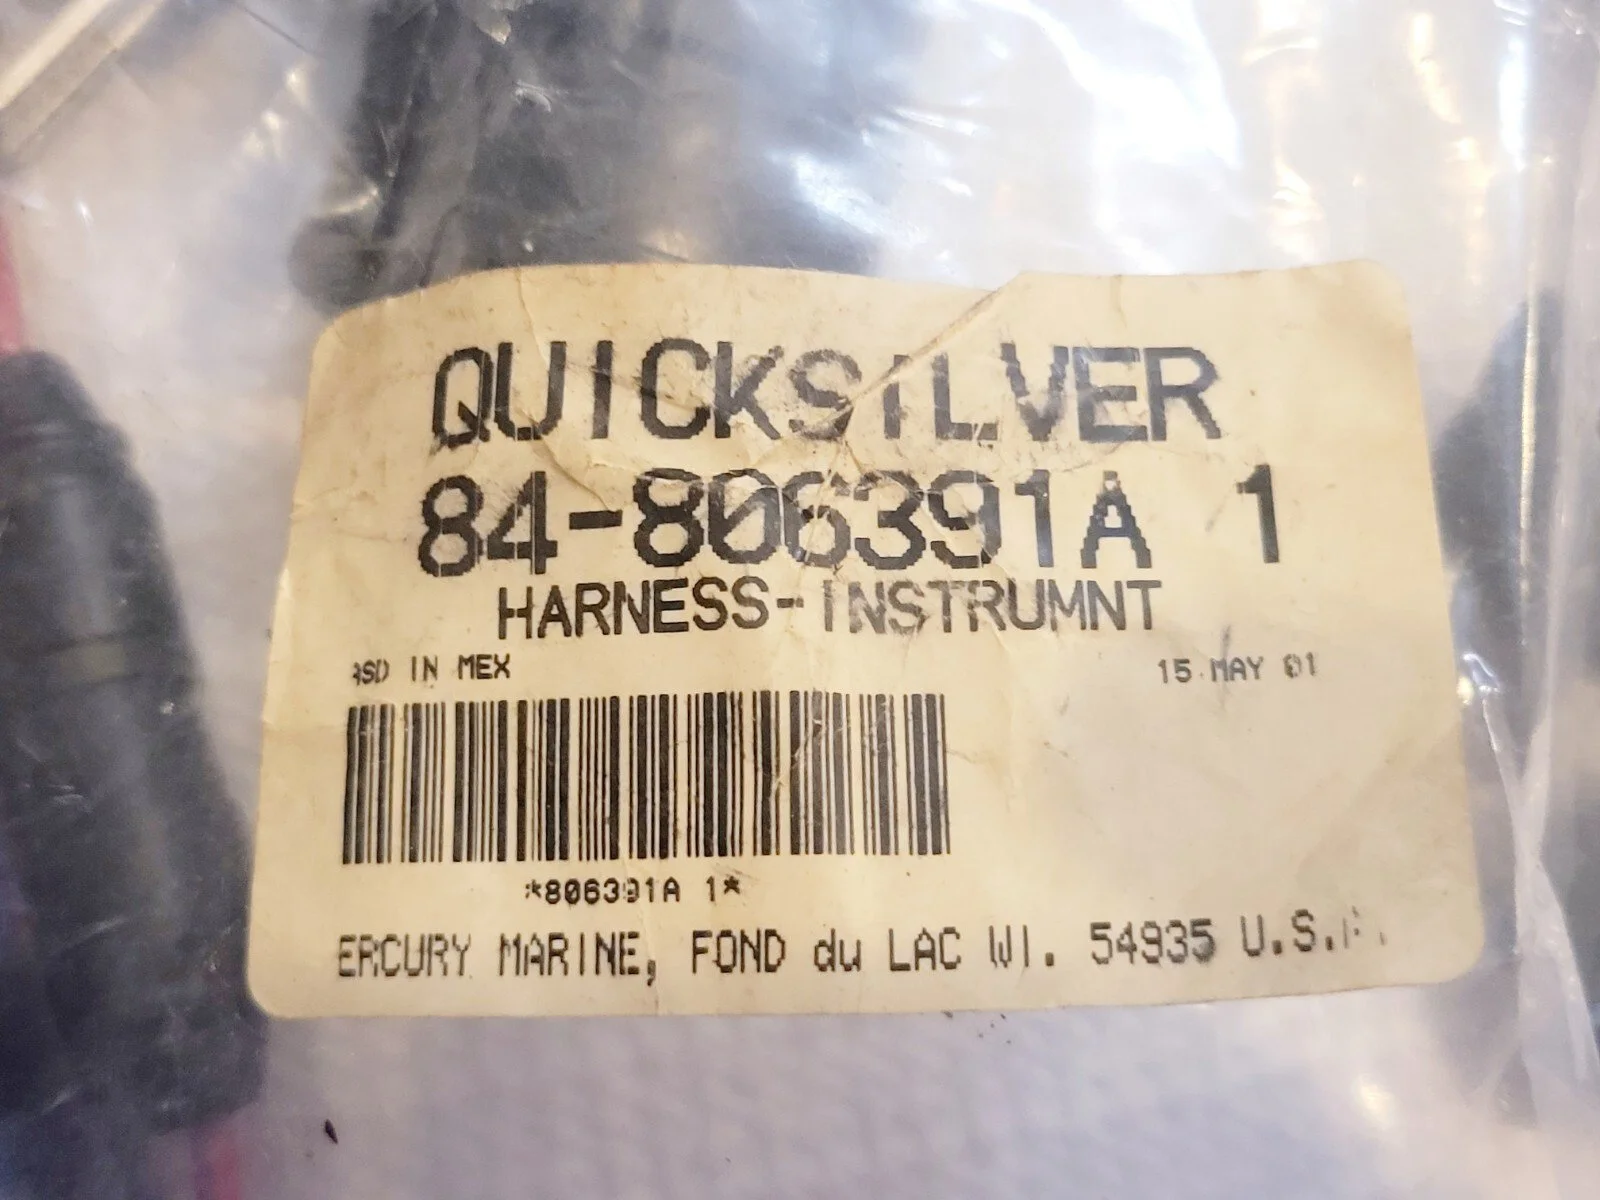 QUICKSILVER
84-806391A 1
HARNESS-INSTRUMNT
IN MEX
15 MAY 01
*806391A 1*
ERCURY MARINE, FOND du LAC WI. 54935 U.S.A.